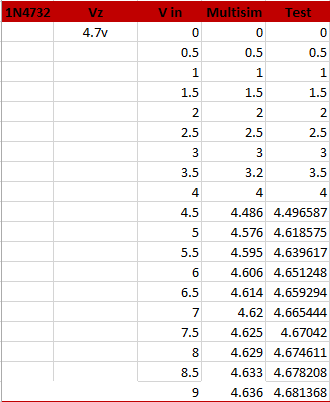 1N4732 Vz V in Multisim Test
4.7v 0 0 0
0.5 0.5 0.5
1 1 1
1.5 1.5 1.5
2 2 2
2.5 2.5 2.5
3 3 3
3.5 3.2 3.5
4 4 4
4.5 4.486 4.496587
5 4.576 4.618575
5.5 4.595 4.639617
6 4.606 4.651248
6.5 4.614 4.659294
7 4.62 4.665444
7.5 4.625 4.67042
8 4.629 4.674611
8.5 4.633 4.678208
9 4.636 4.681368